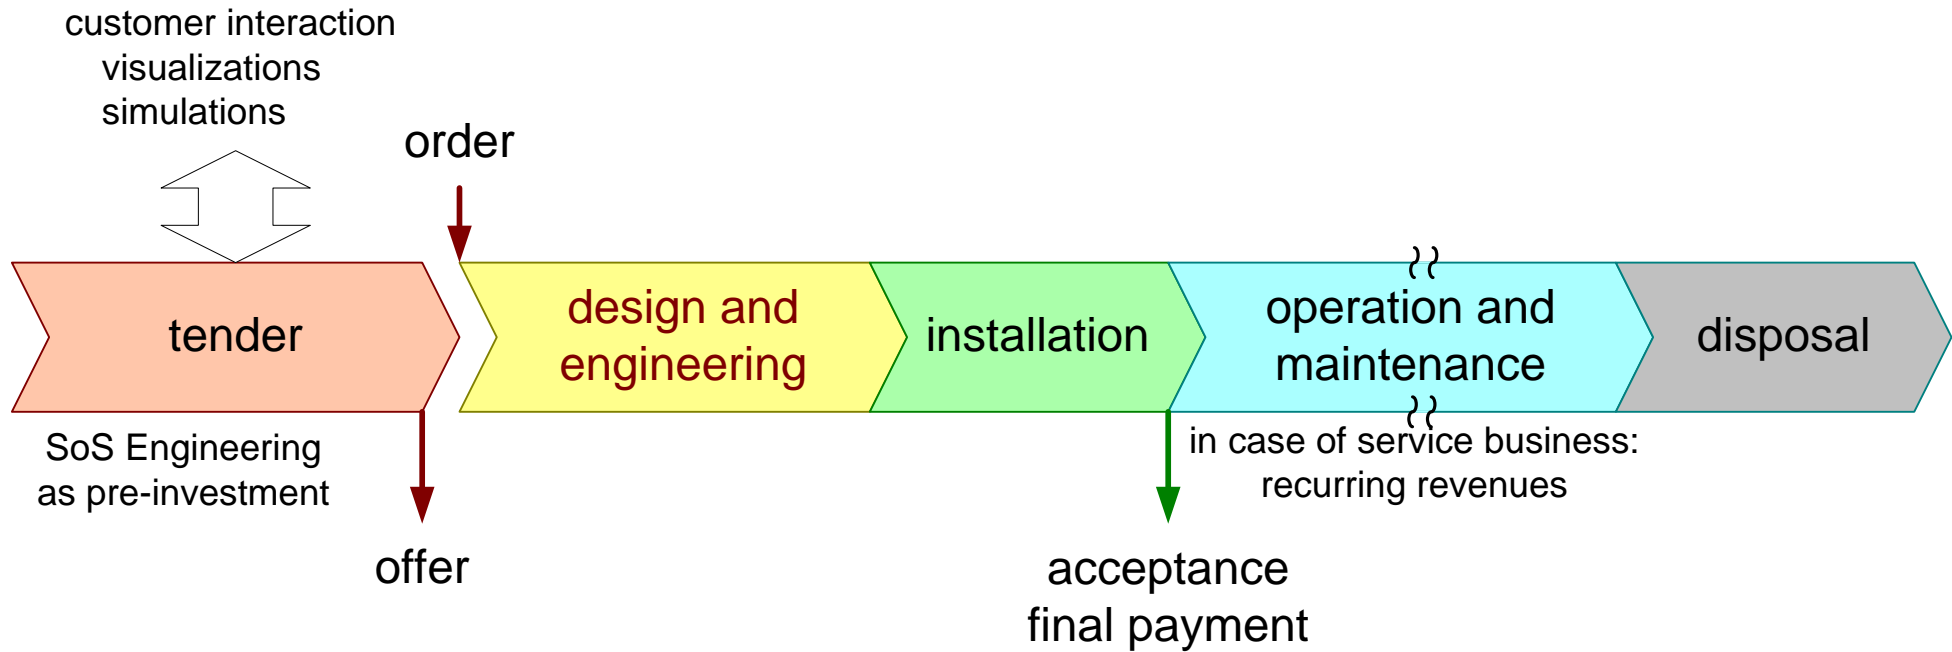 customer interaction
visualizations
simulations
order
tender
design and
engineering
installation
operation and
maintenance
disposal
SoS Engineering
as pre-investment
offer
in case of service business:
recurring revenues
acceptance
final payment